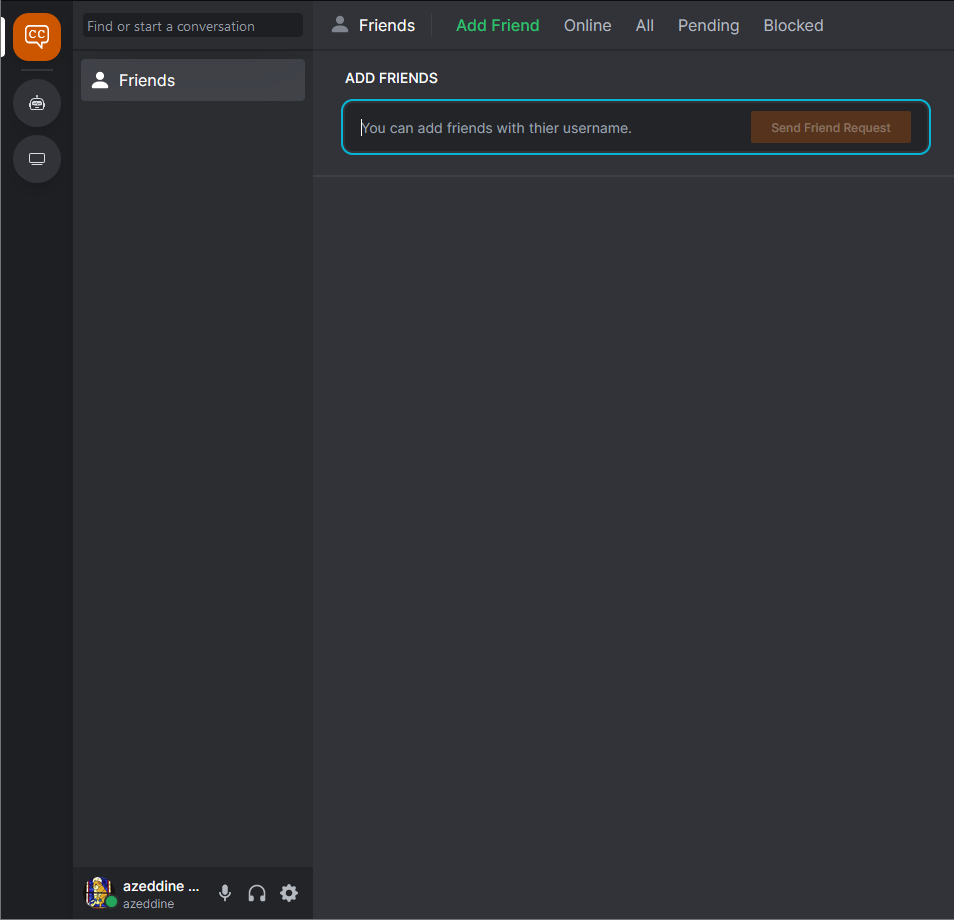 CC
Find or start a conversation
Friends
Friends
Add Friend
Online
All
Pending
Blocked
ADD FRIENDS
You can add friends with thier username.
Send Friend Request
azeddine ...
azeddine